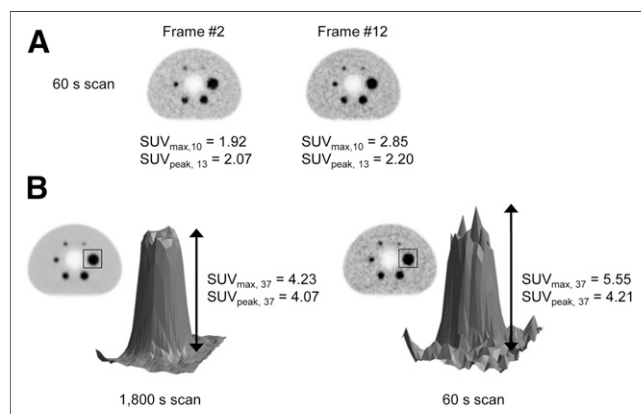 A
Frame #2
Frame #12
60 s scan
SUVmax,10 = 1.92
SUVpeak, 13 = 2.07
SUVmax,10 = 2.85
SUVpeak, 13 = 2.20
B
SUVmax, 37 = 4.23
SUVpeak, 37 = 4.07
SUVmax, 37 = 5.55
SUVpeak, 37 = 4.21
1,800 s scan
60 s scan